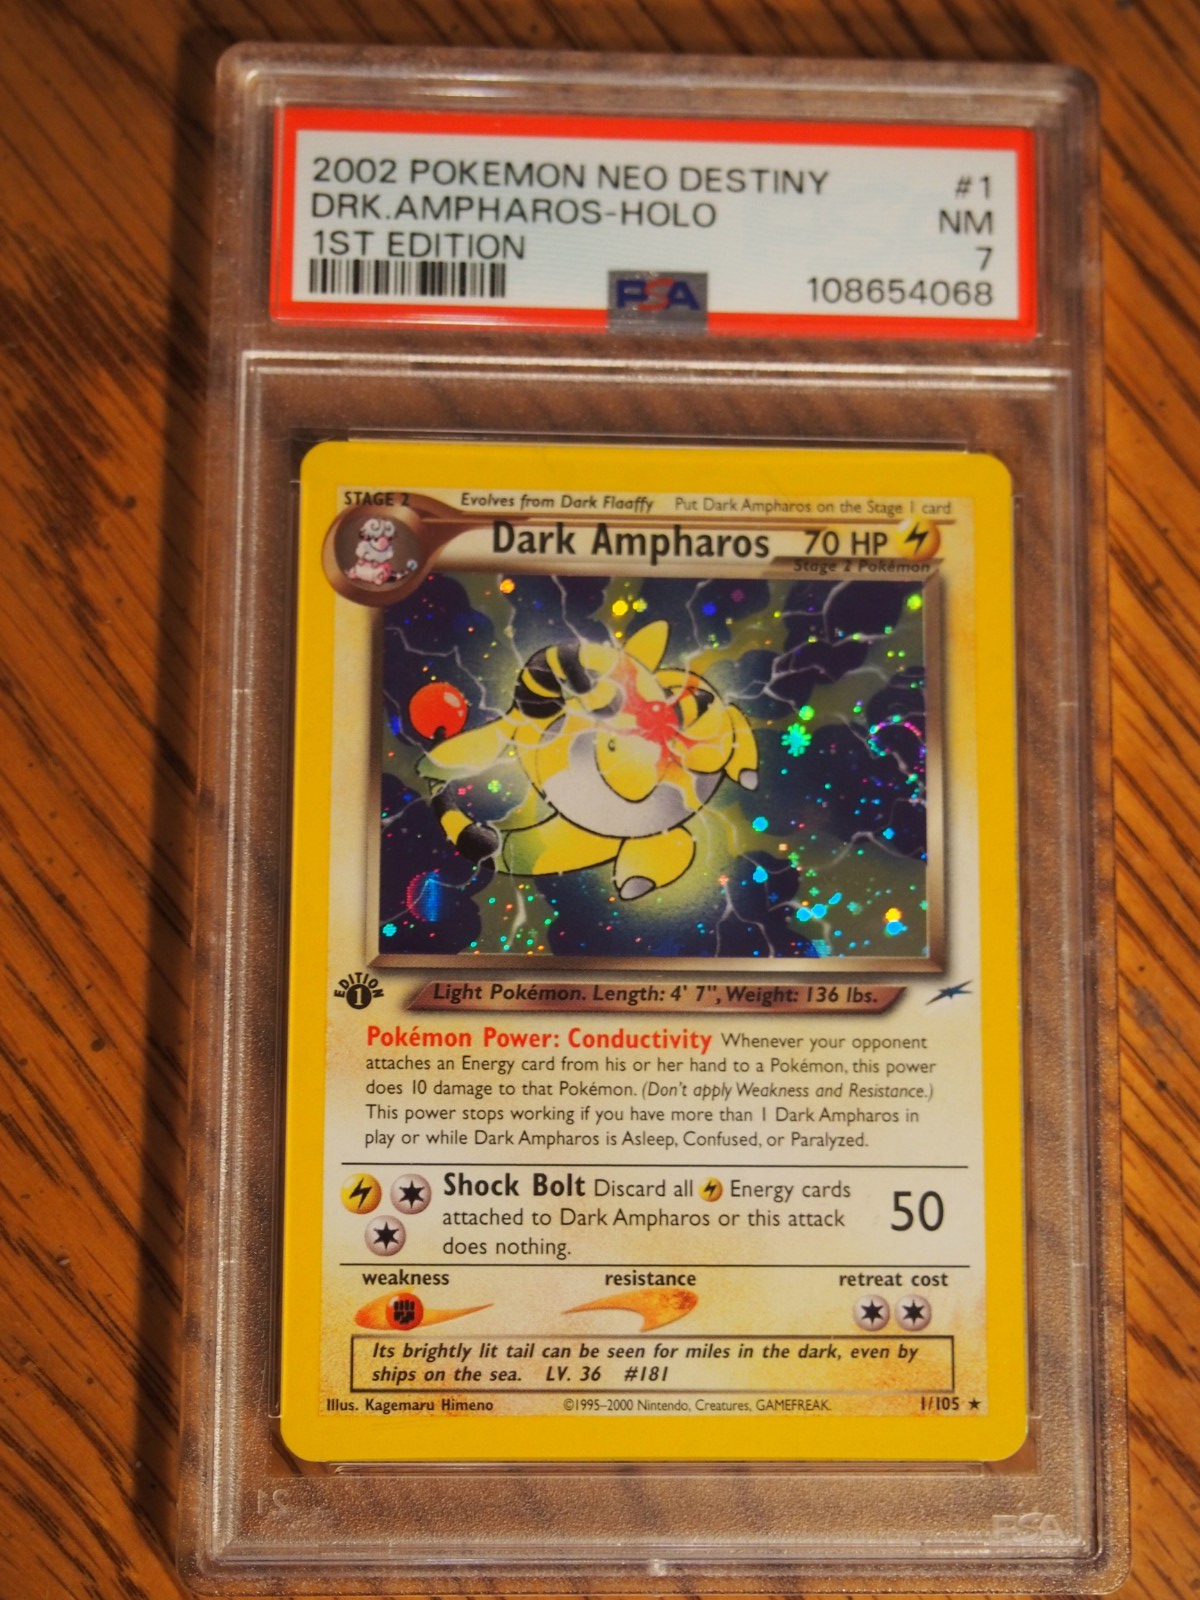 2002 POKEMON NEO DESTINY #1
DRK.AMPHAROS-HOLO NM
1ST EDITION 7
PSA 108654068
STAGE 2 Evolves from Dark Flaaffy Put Dark Ampharos on the Stage 1 card
Dark Ampharos 70 HP
Stage 2 Pokémon
EDITION
1
Light Pokémon. Length: 4' 7", Weight: 136 lbs.
Pokémon Power: Conductivity Whenever your opponent
attaches an Energy card from his or her hand to a Pokémon, this power
does 10 damage to that Pokémon. (Don't apply Weakness and Resistance.)
This power stops working if you have more than 1 Dark Ampharos in
play or while Dark Ampharos is Asleep, Confused, or Paralyzed.
Shock Bolt Discard all Energy cards
attached to Dark Ampharos or this attack
does nothing.
50
weakness resistance retreat cost
Its brightly lit tail can be seen for miles in the dark, even by
ships on the sea. LV. 36 #181
Illus. Kagemaru Himeno ©1995–2000 Nintendo, Creatures, GAMEFREAK. 1/105 ★
PSA